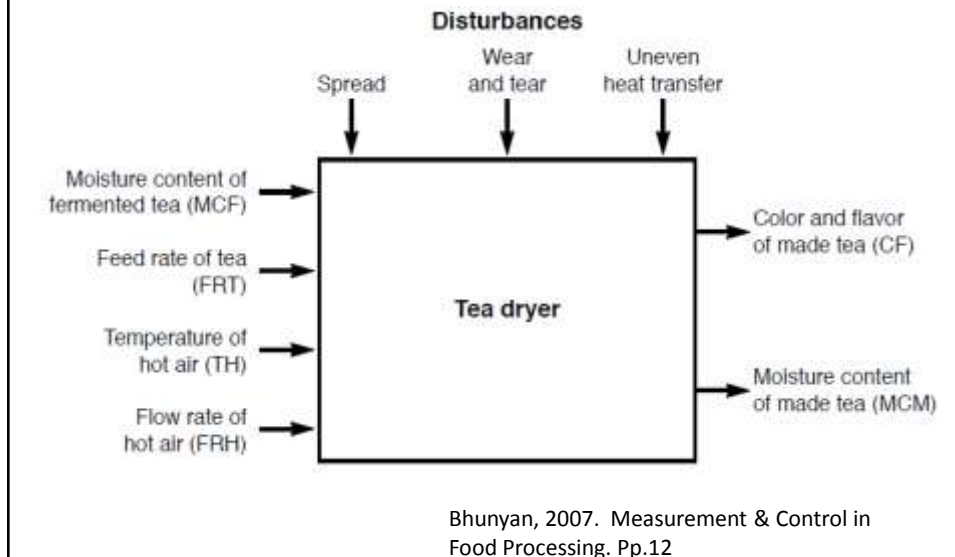 Disturbances
Spread
Wear
and tear
Uneven
heat transfer
Moisture content of
fermented tea (MCF)
Feed rate of tea
(FRT)
Temperature of
hot air (TH)
Flow rate of
hot air (FRH)
Tea dryer
Color and flavor
of made tea (CF)
Moisture content
of made tea (MCM)
Bhunyan, 2007. Measurement & Control in
Food Processing. Pp.12